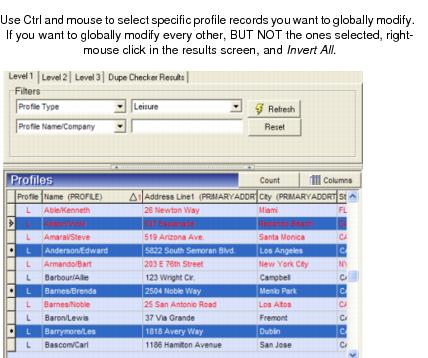 Use Ctrl and mouse to select specific profile records you want to globally modify.
If you want to globally modify every other, BUT NOT the ones selected, right-
mouse click in the results screen, and Invert All.
Level 1 Level 2 Level 3 Dupe Checker Results
Filters
Profile Type Leisure Refresh
Profile Name/Company Reset
Profiles Count Columns
Profile Name (PROFILE) Address Line1 (PRIMARYADDR City (PRIMARYADDRT St
L Able/Kenneth 26 Newton Way Miami FL
L
L Amaral/Steve 519 Arizona Ave. Santa Monica CA
L Anderson/Edward 5822 South Semoran Blvd. Los Angeles CA
L Armando/Bart 203 E 76th Street New York City NY
L Barbour/Allie 123 Wright Cir. Campbell CA
L Barnes/Brenda 2504 Noble Way Menlo Park CA
L Barnes/Noble 25 San Antonio Road Los Altos CA
L Baron/Lewis 37 Via Grande Fremont CA
L Barrymore/Les 1818 Avery Way Dublin CA
L Bascom/Carl 1186 Hamilton Avenue San Jose CA